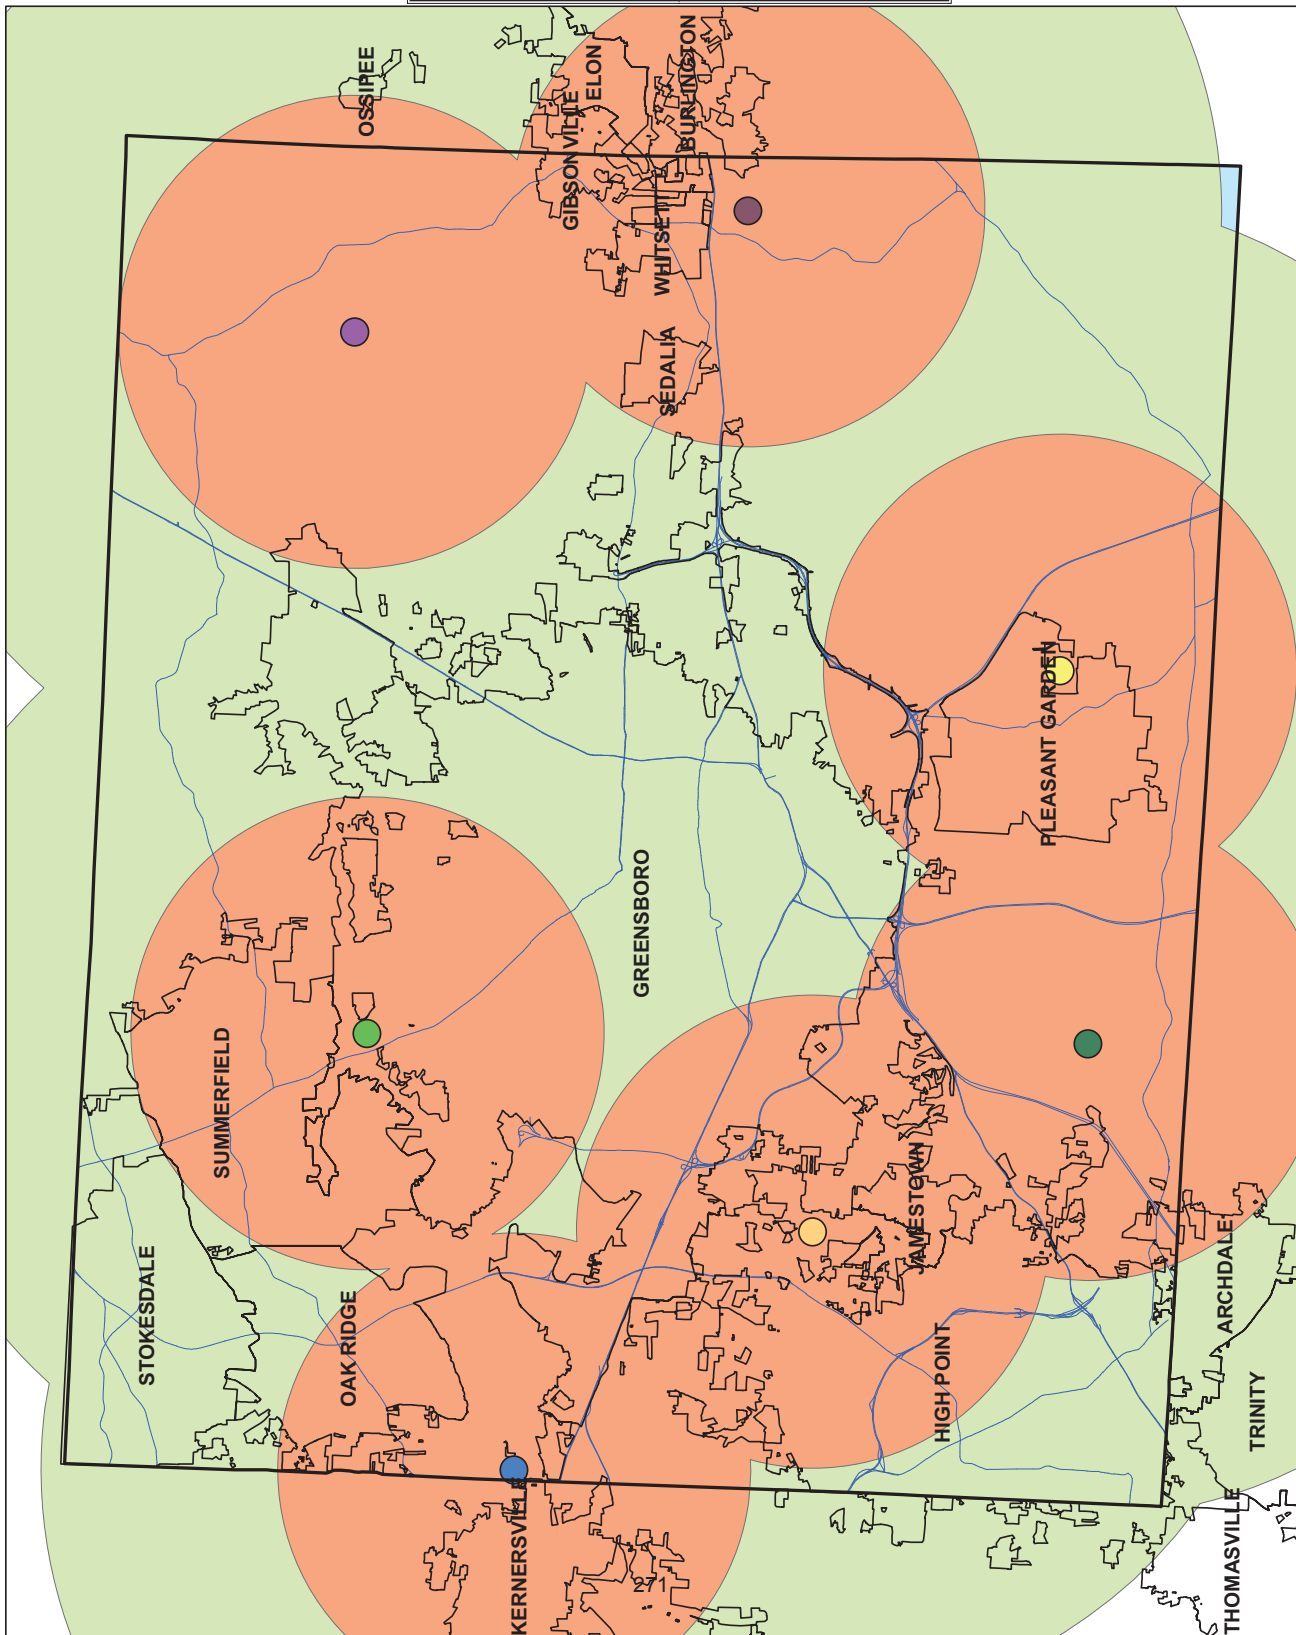 OSSIPEE
ELON
BURLINGTON
GIBSONVILLE
WHITSETT
SEDALIA
PLEASANT GARDEN
GREENSBORO
SUMMERFIELD
JAMESTOWN
STOKESDALE
OAK RIDGE
ARCHDALE
HIGH POINT
TRINITY
KERNERSVILLE
THOMASVILLE
271